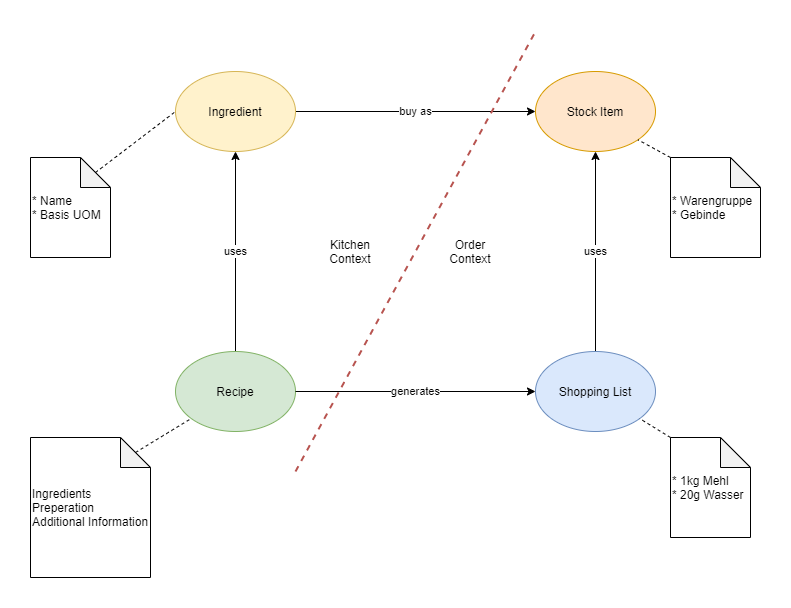 Ingredient
buy as
Stock Item
* Name
* Basis UOM
* Warengruppe
* Gebinde
uses
Kitchen
Context
Order
Context
uses
Recipe
generates
Shopping List
Ingredients
Preperation
Additional Information
* 1kg Mehl
* 20g Wasser